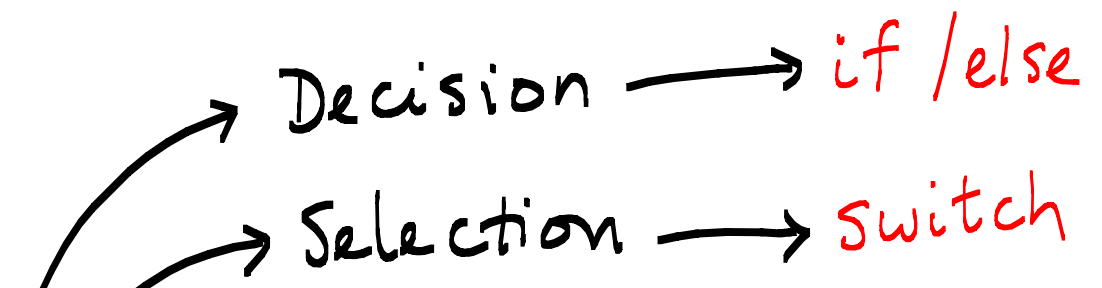 Decision → if /else
Selection → switch